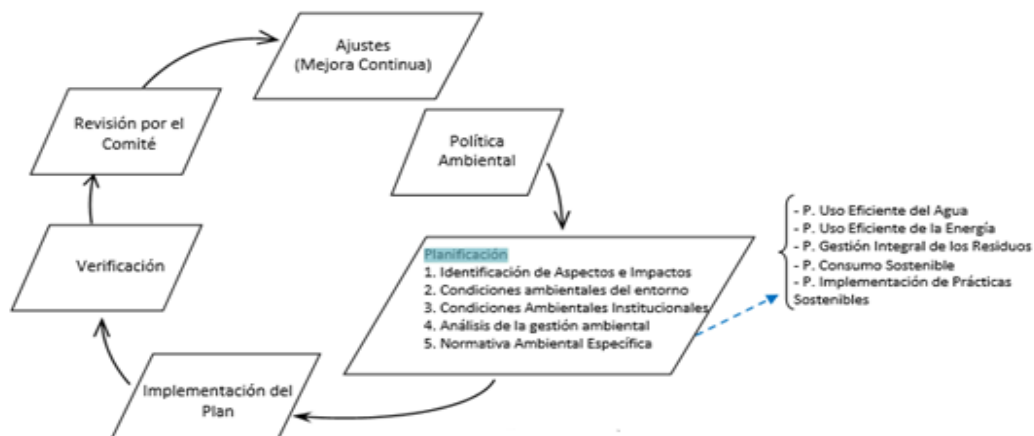 Ajustes
(Mejora Continua)
Revisión por el
Comité
Política
Ambiental
Verificación
Planificación
1. Identificación de Aspectos e Impactos
2. Condiciones ambientales del entorno
3. Condiciones Ambientales Institucionales
4. Análisis de la gestión ambiental
5. Normativa Ambiental Específica
- P. Uso Eficiente del Agua
- P. Uso Eficiente de la Energía
- P. Gestión Integral de los Residuos
- P. Consumo Sostenible
- P. Implementación de Prácticas
Sostenibles
Implementación del
Plan